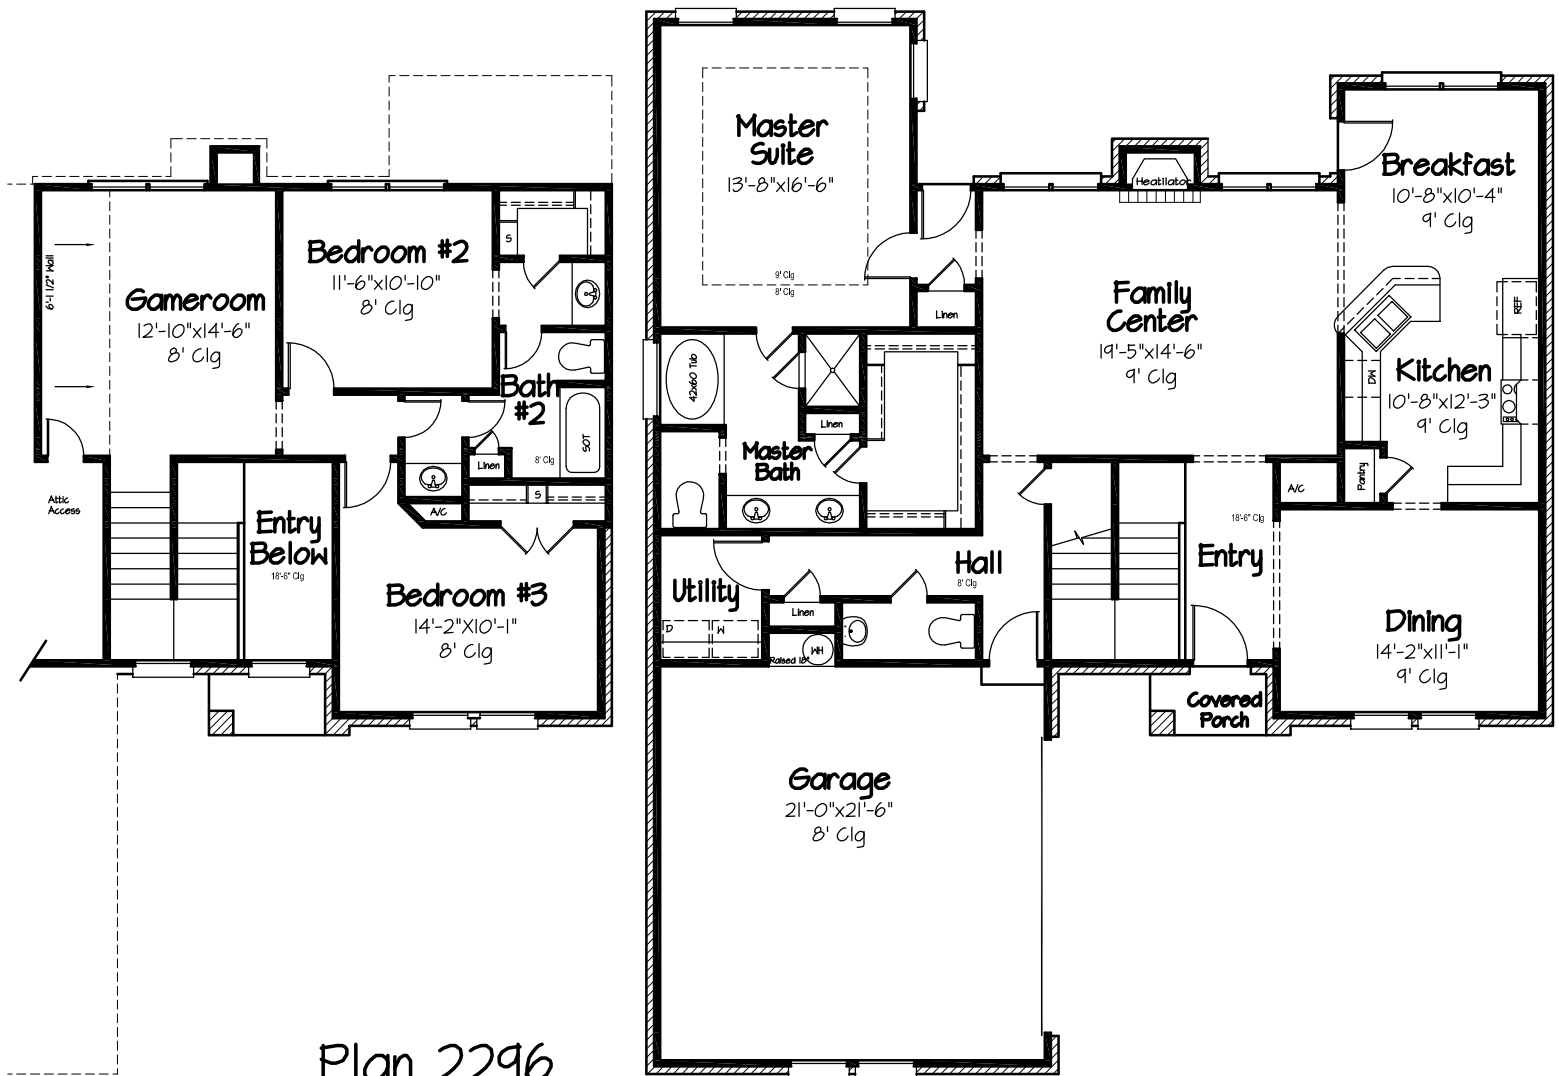 6'-1 1/2" Wall
Gameroom
12'-10"x14'-6"
8' Clg
Bedroom #2
11'-6"x10'-10"
8' Clg
S
Bath
#2
8' Clg
SOT
Linen
S
A/C
Attic
Access
Entry
Below
18'-6" Clg
Bedroom #3
14'-2"X10'-1"
8' Clg
Plan 2296
Master
Suite
13'-8"x16'-6"
9' Clg
8' Clg
Linen
42x60 Tub
Linen
Master
Bath
Heatilator
Family
Center
19'-5"x14'-6"
9' Clg
Breakfast
10'-8"x10'-4"
9' Clg
REF
DW
Kitchen
10'-8"x12'-3"
9' Clg
Pantry
A/C
18'-6" Clg
Entry
Hall
8' Clg
Utility
D
W
Linen
WH
Raised 18"
Dining
14'-2"x11'-1"
9' Clg
Covered
Porch
Garage
21'-0"x21'-6"
8' Clg